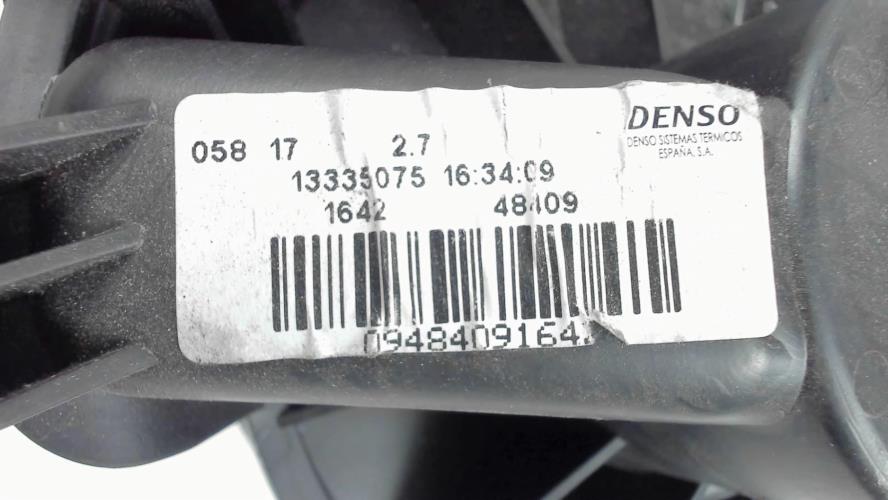 DENSO
DENSO SISTEMAS TERMICOS
ESPAÑA, S.A.
058 17 2.7
13335075 16:34:09
1642 48409